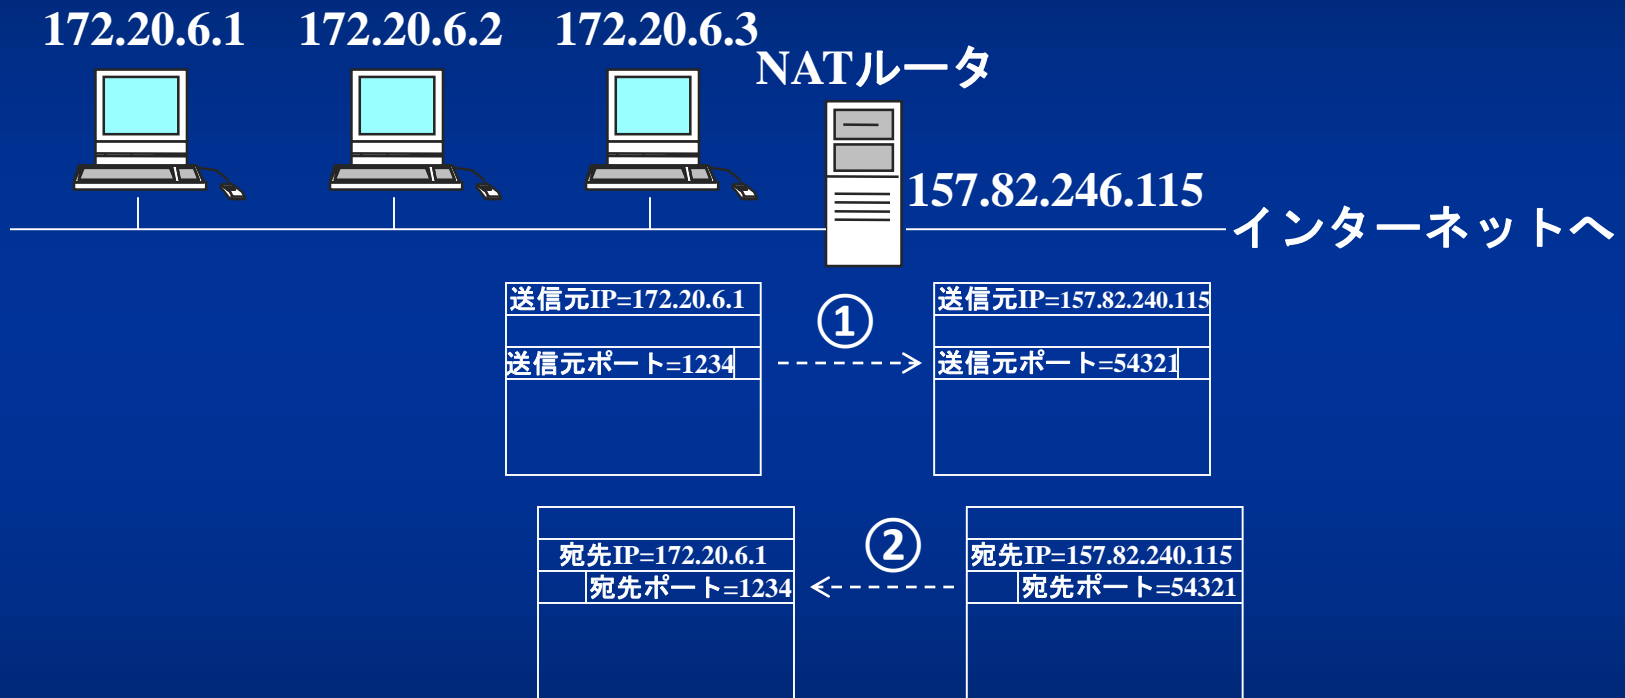 172.20.6.1
172.20.6.2
172.20.6.3
NATルータ
157.82.246.115
インターネットへ
送信元IP=172.20.6.1
送信元ポート=1234
①
送信元IP=157.82.240.115
送信元ポート=54321
宛先IP=172.20.6.1
宛先ポート=1234
②
宛先IP=157.82.240.115
宛先ポート=54321